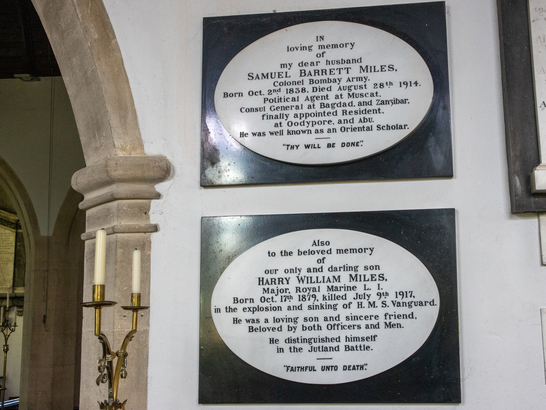 IN
loving memory
of
my dear husband
SAMUEL BARRETT MILES,
Colonel Bombay Army.
Born Oct. 2nd 1838, Died August 28th 1914.
Political Agent at Muscat,
Consul General at Bagdad, and Zanzibar,
finally appointed Resident,
at Oodypore, and Abu.
He was well known as an Oriental Scholar.
"THY WILL BE DONE".
Also
to the beloved memory
of
our only and darling son
HARRY WILLIAM MILES,
Major, Royal Marine L. I.
Born Oct. 17th 1879, killed July 9th 1917,
in the explosion and sinking of H.M.S. Vanguard.
He was a loving son and sincere friend,
Beloved by both Officers and Men.
He distinguished himself
in the Jutland Battle.
"FAITHFUL UNTO DEATH".